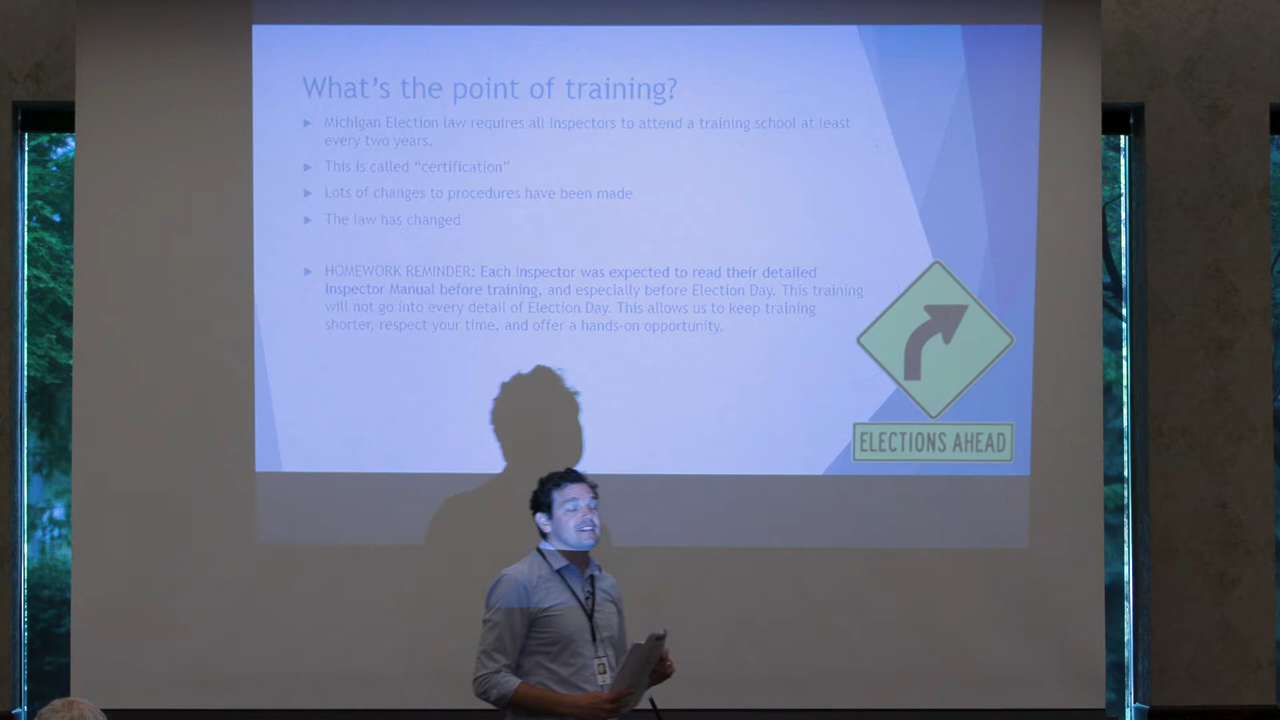 What's the point of training?
Michigan Election law requires all Inspectors to attend a training school at least
every two years.
This is called "certification"
Lots of changes to procedures have been made
The law has changed
HOMEWORK REMINDER: Each inspector was expected to read their detailed
Inspector Manual before training, and especially before Election Day. This training
will not go into every detail of Election Day. This allows us to keep training
shorter, respect your time, and offer a hands-on opportunity.
ELECTIONS AHEAD